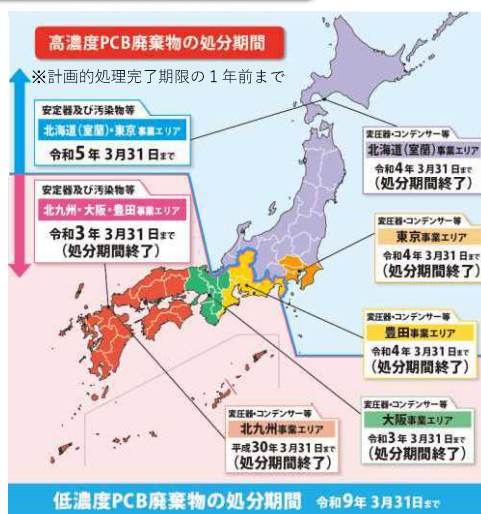 高濃度PCB廃棄物の処分期間
※計画的処理完了期限の1年前まで
安定器及び汚染物等
北海道(室蘭)・東京事業エリア
令和5年3月31日まで
安定器及び汚染物等
北九州・大阪・豊田事業エリア
令和3年3月31日まで
(処分期間終了)
変圧器・コンデンサー等
北海道(室蘭)事業エリア
令和4年3月31日まで
(処分期間終了)
変圧器・コンデンサー等
東京事業エリア
令和4年3月31日まで
(処分期間終了)
変圧器・コンデンサー等
豊田事業エリア
令和4年3月31日まで
(処分期間終了)
変圧器・コンデンサー等
大阪事業エリア
令和3年3月31日まで
(処分期間終了)
変圧器・コンデンサー等
北九州事業エリア
平成30年3月31日まで
(処分期間終了)
低濃度PCB廃棄物の処分期間 令和9年3月31日まで